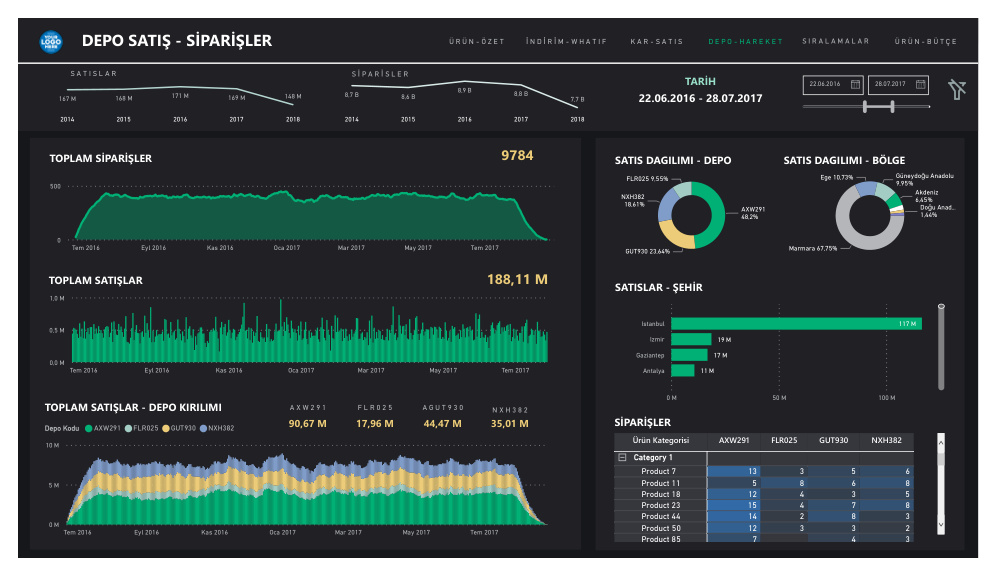 YOUR LOGO HERE
DEPO SATIŞ - SİPARİŞLER
ÜRÜN-ÖZET İNDİRİM-WHATIF KAR-SATIS DEPO-HAREKET SIRALAMALAR ÜRÜN-BÜTÇE
SATISLAR
167 M 168 M 171 M 169 M 148 M
2014 2015 2016 2017 2018
SİPARİSLER
8.7 B 8,6 B 8,9 B 8,8 B 7,7 B
2014 2015 2016 2017 2018
TARİH
22.06.2016 - 28.07.2017
22.06.2016 28.07.2017
TOPLAM SİPARİŞLER 9784
500
0
Tem 2016 Eyl 2016 Kas 2016 Oca 2017 Mar 2017 May 2017 Tem 2017
TOPLAM SATIŞLAR 188,11 M
1,0 M
0,5 M
0,0 M
Tem 2016 Eyl 2016 Kas 2016 Oca 2017 Mar 2017 May 2017 Tem 2017
TOPLAM SATIŞLAR - DEPO KIRILIMI
AXW291 FLR025 AGUT930 NXH382
90,67 M 17,96 M 44,47 M 35,01 M
Depo Kodu AXW291 FLR025 GUT930 NXH382
10 M
5 M
0 M
Tem 2016 Eyl 2016 Kas 2016 Oca 2017 Mar 2017 May 2017 Tem 2017
SATIS DAGILIMI - DEPO
FLR025 9,55%
NXH382
18,61%
AXW291
48,2%
GUT930 23,64%
SATIS DAGILIMI - BÖLGE
Ege 10,73%
Güneydoğu Anadolu
9,95%
Akdeniz
6,45%
Doğu Anad...
1,44%
Marmara 67,75%
SATISLAR - ŞEHİR
Istanbul 117 M
Izmir 19 M
Gaziantep 17 M
Antalya 11 M
0 M 50 M 100 M
SİPARİŞLER
Ürün Kategorisi AXW291 FLR025 GUT930 NXH382
Category 1
Product 7 13 3 5 6
Product 11 5 8 6 8
Product 18 12 4 3 5
Product 23 15 4 7 8
Product 44 14 2 8 3
Product 50 12 3 3 2
Product 85 7 4 3